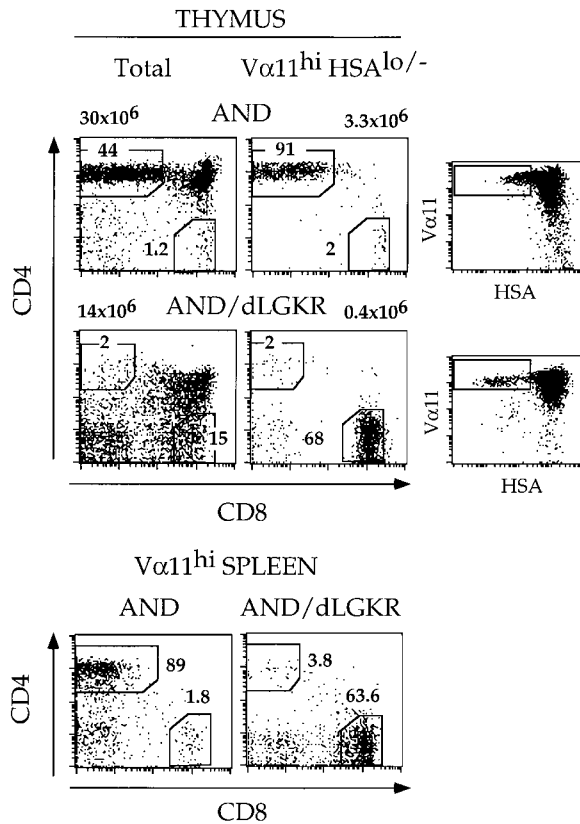 THYMUS
Total Vα11hi HSAlo/-
30x10⁶ AND 3.3x10⁶
44 91
1.2 2
Vα11
HSA
CD4
14x10⁶ AND/dLGKR 0.4x10⁶
2 2
15 68
Vα11
HSA
CD8
Vα11hi SPLEEN
AND AND/dLGKR
89 3.8
1.8 63.6
CD4
CD8